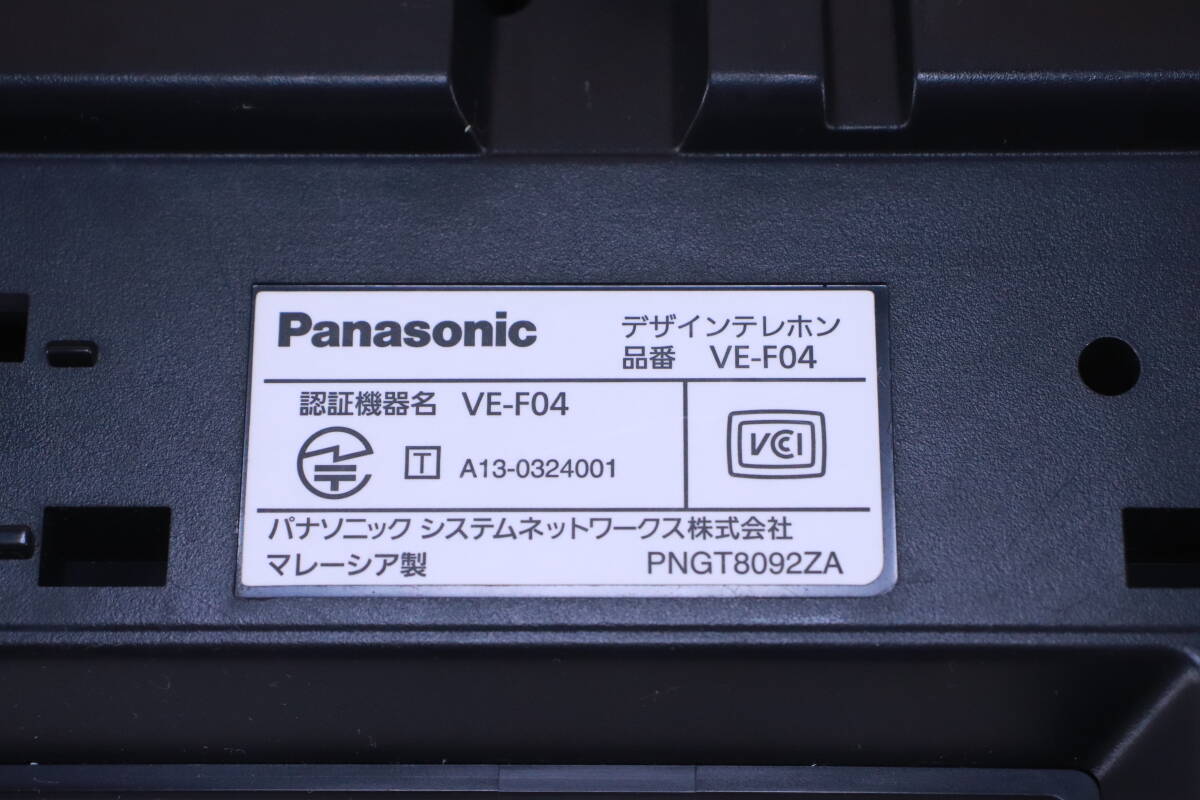 Panasonic
デザインテレホン
品番 VE-F04
認証機器名 VE-F04
T A13-0324001
VCCI
パナソニック システムネットワークス株式会社
マレーシア製 PNGT8092ZA